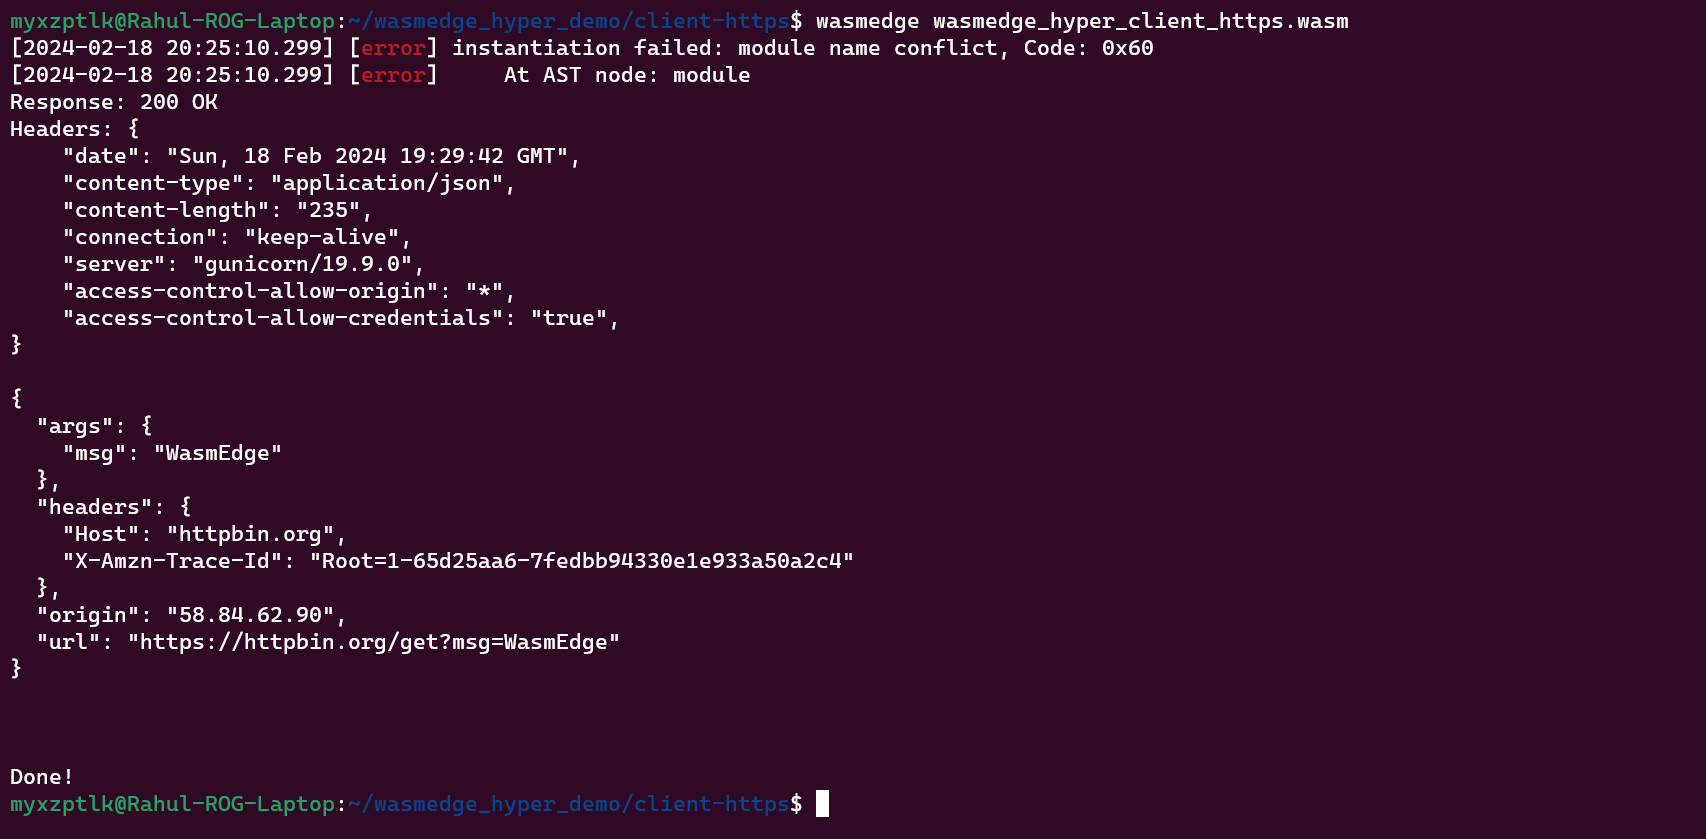 myxzptlk@Rahul-ROG-Laptop:~/wasmedge_hyper_demo/client-https$ wasmedge wasmedge_hyper_client_https.wasm
[2024-02-18 20:25:10.299] [error] instantiation failed: module name conflict, Code: 0x60
[2024-02-18 20:25:10.299] [error]     At AST node: module
Response: 200 OK
Headers: {
    "date": "Sun, 18 Feb 2024 19:29:42 GMT",
    "content-type": "application/json",
    "content-length": "235",
    "connection": "keep-alive",
    "server": "gunicorn/19.9.0",
    "access-control-allow-origin": "*",
    "access-control-allow-credentials": "true",
}

{
  "args": {
    "msg": "WasmEdge"
  },
  "headers": {
    "Host": "httpbin.org",
    "X-Amzn-Trace-Id": "Root=1-65d25aa6-7fedbb94330e1e933a50a2c4"
  },
  "origin": "58.84.62.90",
  "url": "https://httpbin.org/get?msg=WasmEdge"
}

Done!
myxzptlk@Rahul-ROG-Laptop:~/wasmedge_hyper_demo/client-https$